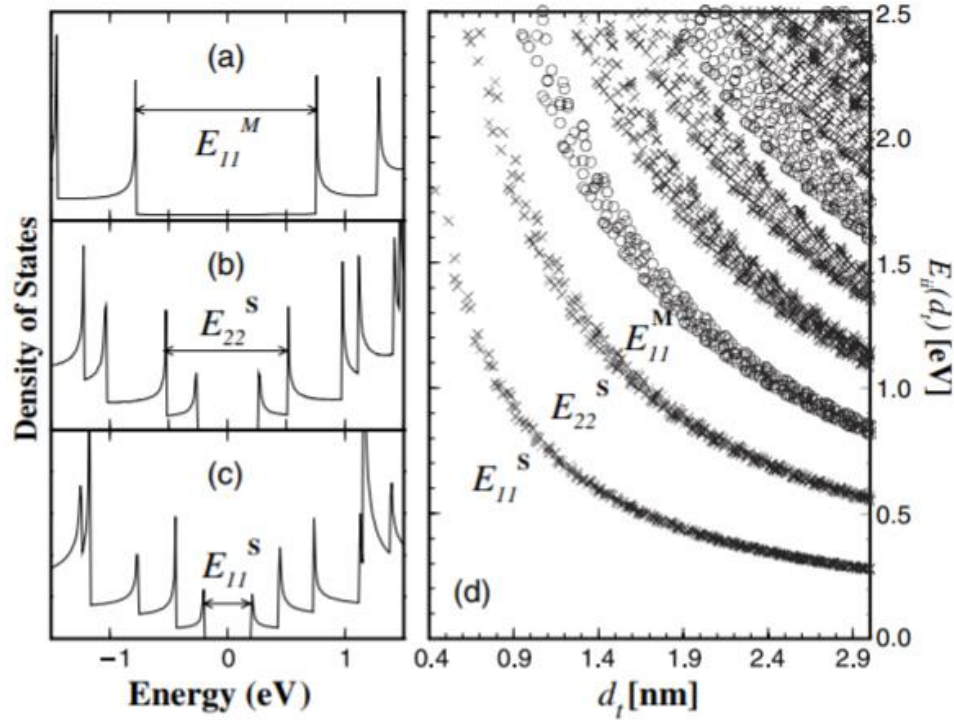 Density of States
(a)
E₁₁ᴹ
(b)
E₂₂ˢ
(c)
E₁₁ˢ
−1 0 1
Energy (eV)
E₁₁ᴹ
E₂₂ˢ
E₁₁ˢ
(d)
0.4 0.9 1.4 1.9 2.4 2.9
dₜ[nm]
2.5
2.0
1.5
1.0
0.5
0.0
Eᵢᵢ(dₜ) [eV]